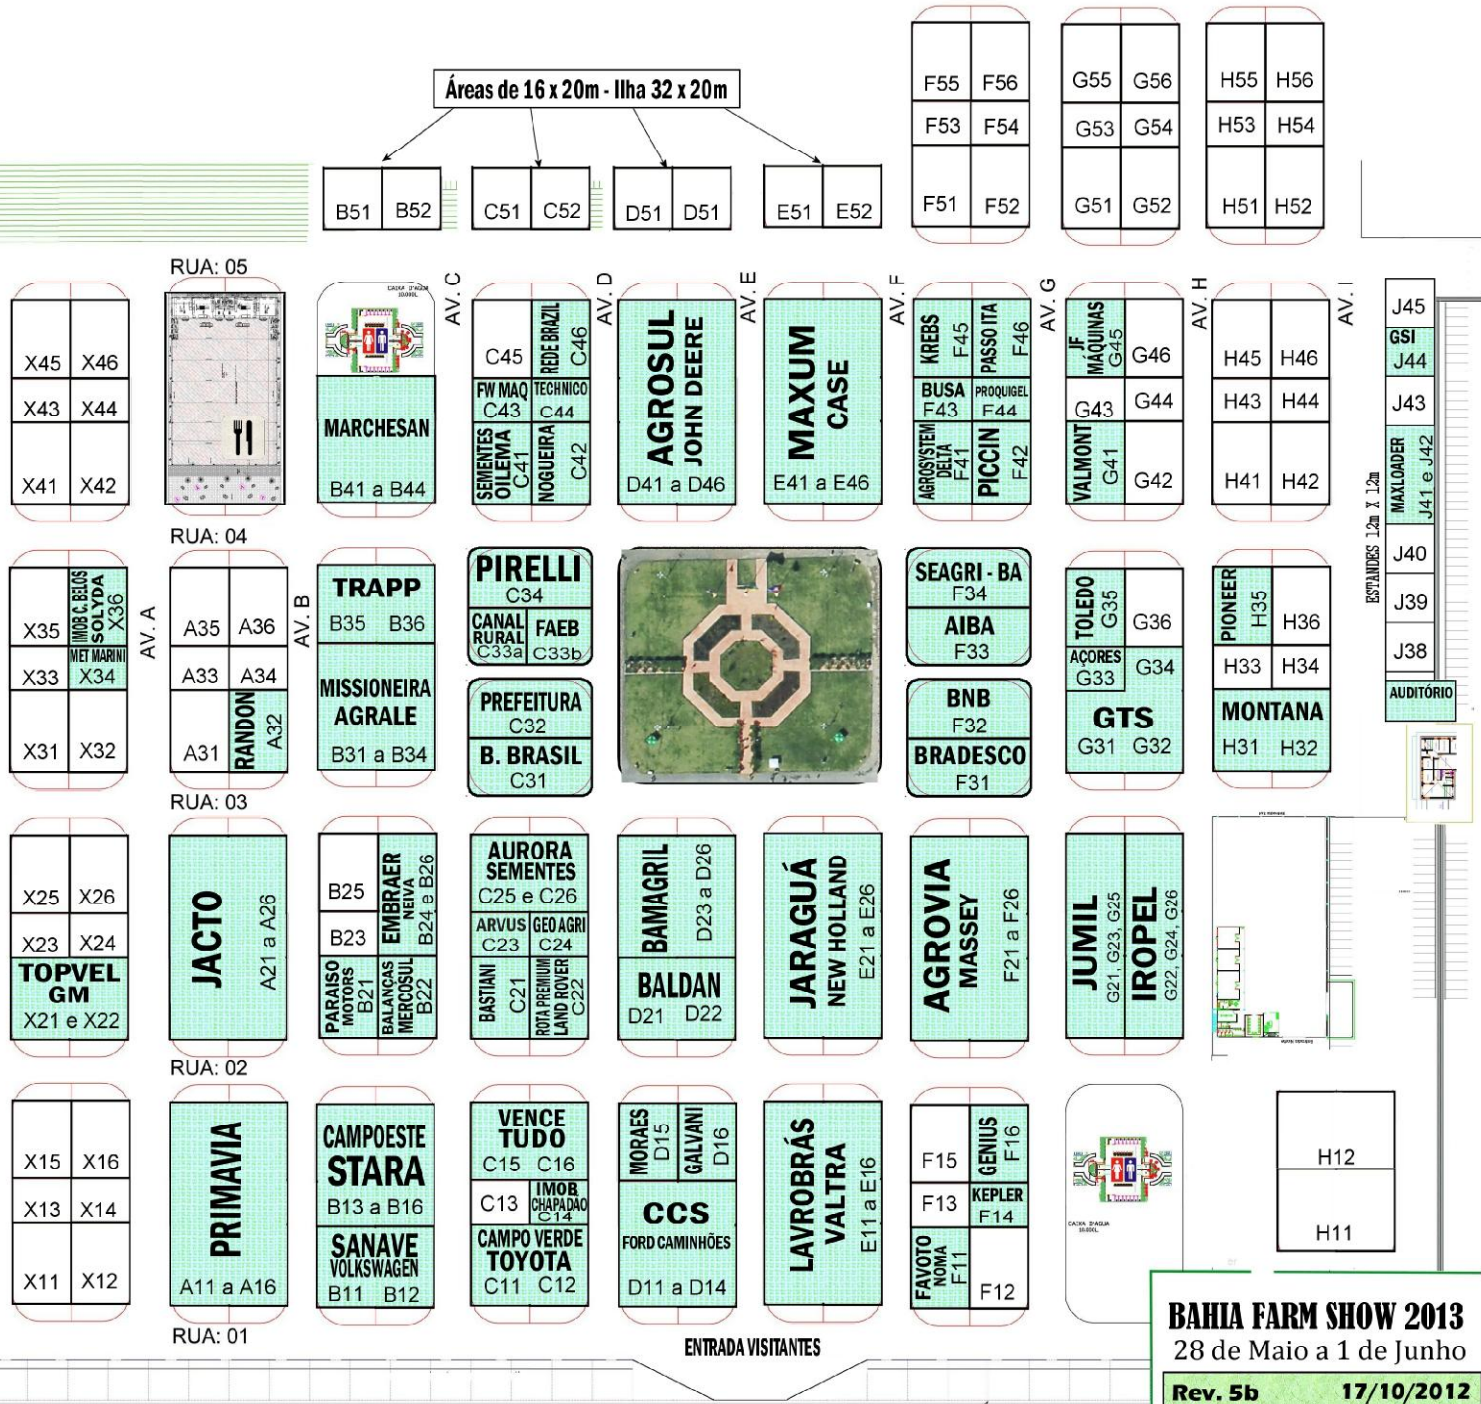 Áreas de 16 x 20m - Ilha 32 x 20m
F55 F56
G55 G56
H55 H56
F53 F54
G53 G54
H53 H54
B51 B52
C51 C52
D51 D51
E51 E52
F51 F52
G51 G52
H51 H52
RUA: 05
AV. C
AV. D
AV. E
AV. F
AV. G
AV. H
AV. I
X45 X46
X43 X44
X41 X42
CAIXA D'AGUA
10.000L
MARCHESAN
B41 a B44
C45
REDE BRAZIL
C46
FW MAQ
C43
TECHNICO
C44
SEMENTES
OILEMA
C41
NOGUEIRA
C42
AGROSUL
JOHN DEERE
D41 a D46
MAXUM
CASE
E41 a E46
KREBS
F45
PASSO ITA
F46
BUSA
F43
PROQUIGEL
F44
AGROSYSTEM
DELTA
F41
PICCIN
F42
JF
MÁQUINAS
G45
G46
G43 G44
VALMONT
G41
G42
H45 H46
H43 H44
H41 H42
J45
GSI
J44
J43
MAXLOADER
J41 e J42
J40
J39
J38
AUDITÓRIO
ESTANDES 12m X 12m
RUA: 04
X35
IMOB C. BELOS
SOLYDA
X36
X33
MET MARINI
X34
X31 X32
AV. A
A35 A36
A33 A34
A31
RANDON
A32
AV. B
TRAPP
B35 B36
MISSIONEIRA
AGRALE
B31 a B34
PIRELLI
C34
CANAL
RURAL
C33a
FAEB
C33b
PREFEITURA
C32
B. BRASIL
C31
SEAGRI - BA
F34
AIBA
F33
BNB
F32
BRADESCO
F31
TOLEDO
G35
G36
AÇORES
G33
G34
GTS
G31 G32
PIONEER
H35
H36
H33 H34
MONTANA
H31 H32
RUA: 03
X25 X26
X23 X24
TOPVEL
GM
X21 e X22
JACTO
A21 a A26
B25
EMBRAER
NEIVA
B24 e B26
B23
PARAISO
MOTORS
B21
BALANÇAS
MERCOSUL
B22
AURORA
SEMENTES
C25 e C26
ARVUS
C23
GEO AGRI
C24
BASTIANI
C21
ROTA PREMIUM
LAND ROVER
C22
BAMAGRIL
D23 a D26
BALDAN
D21 D22
JARAGUÁ
NEW HOLLAND
E21 a E26
AGROVIA
MASSEY
F21 a F26
JUMIL
G21, G23, G25
IROPEL
G22, G24, G26
RUA: 02
X15 X16
X13 X14
X11 X12
PRIMAVIA
A11 a A16
CAMPOESTE
STARA
B13 a B16
SANAVE
VOLKSWAGEN
B11 B12
VENCE
TUDO
C15 C16
C13
IMOB
CHAPADAO
C14
CAMPO VERDE
TOYOTA
C11 C12
MORAES
D15
GALVANI
D16
CCS
FORD CAMINHÕES
D11 a D14
LAVROBRÁS
VALTRA
E11 a E16
F15
GENIUS
F16
F13
KEPLER
F14
FAVOTO
NOMA
F11
F12
CAIXA D'AGUA
10.000L
H12
H11
RUA: 01
ENTRADA VISITANTES
BAHIA FARM SHOW 2013
28 de Maio a 1 de Junho
Rev. 5b 17/10/2012